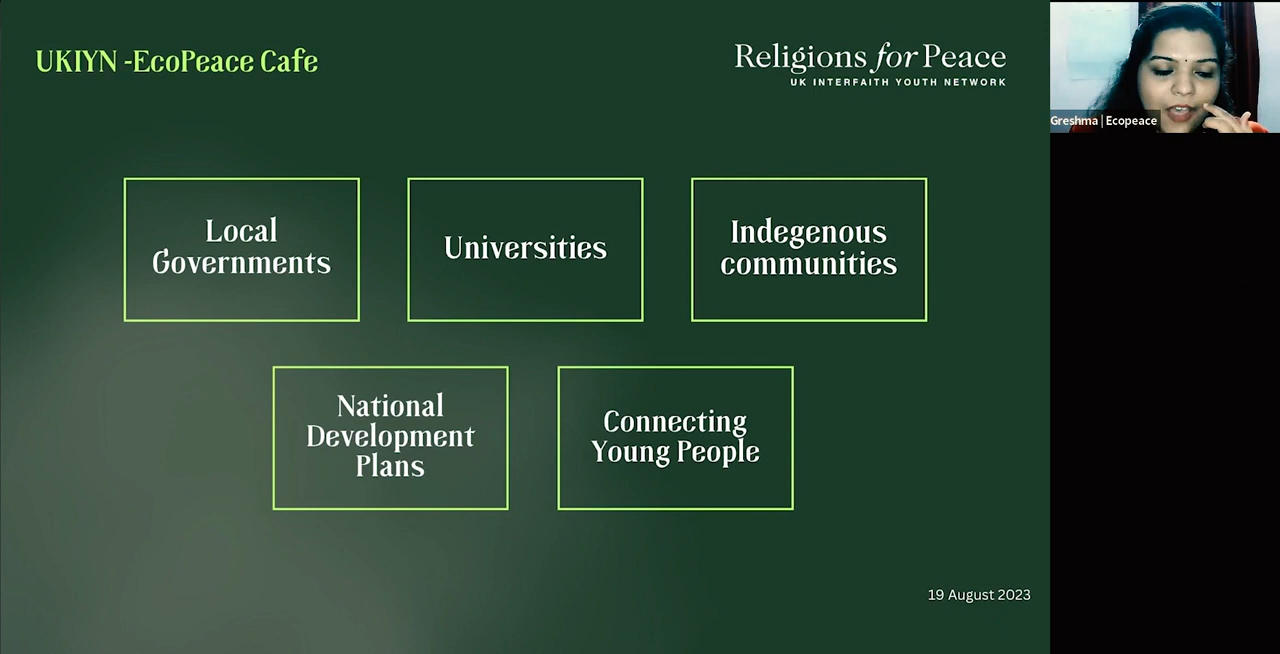 UKIYN -EcoPeace Cafe
Religions for Peace
UK INTERFAITH YOUTH NETWORK
Greshma | Ecopeace
Local
Governments
Universities
Indegenous
communities
National
Development
Plans
Connecting
Young People
19 August 2023